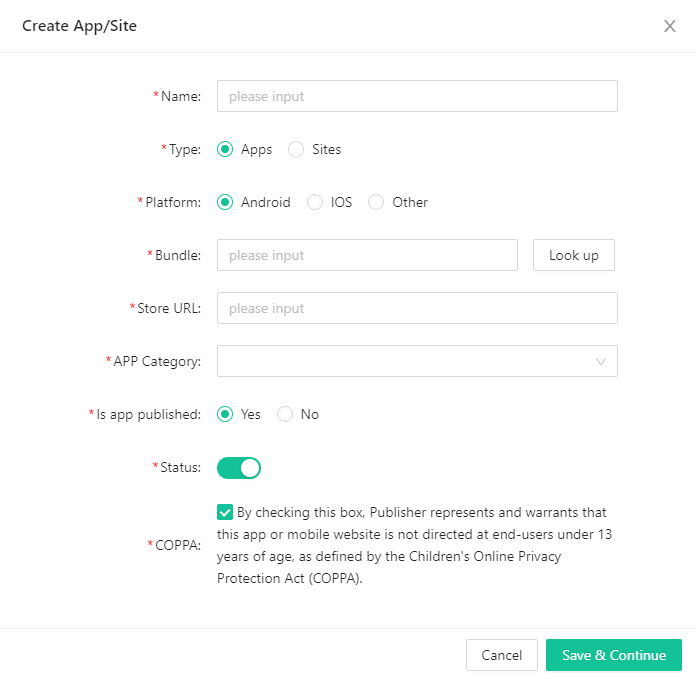 Create App/Site
*Name: please input
*Type: Apps Sites
*Platform: Android IOS Other
*Bundle: please input Look up
*Store URL: please input
*APP Category:
*Is app published: Yes No
*Status:
By checking this box, Publisher represents and warrants that
this app or mobile website is not directed at end-users under 13
*COPPA:
years of age, as defined by the Children's Online Privacy
Protection Act (COPPA).
Cancel Save & Continue